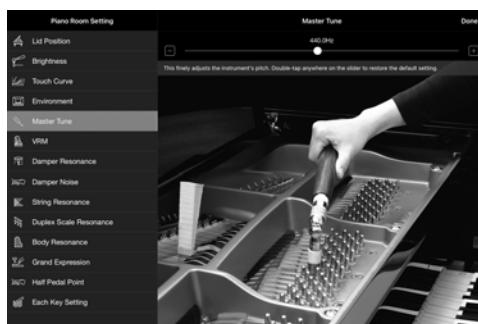 Piano Room Setting
Master Tune
Done
Lid Position
Brightness
Touch Curve
Environment
Master Tune
VRM
Damper Resonance
Damper Noise
String Resonance
Duplex Scale Resonance
Body Resonance
Grand Expression
Half Pedal Point
Each Key Setting
440.0Hz
This finely adjusts the instrument's pitch. Double-tap anywhere on the slider to restore the default setting.